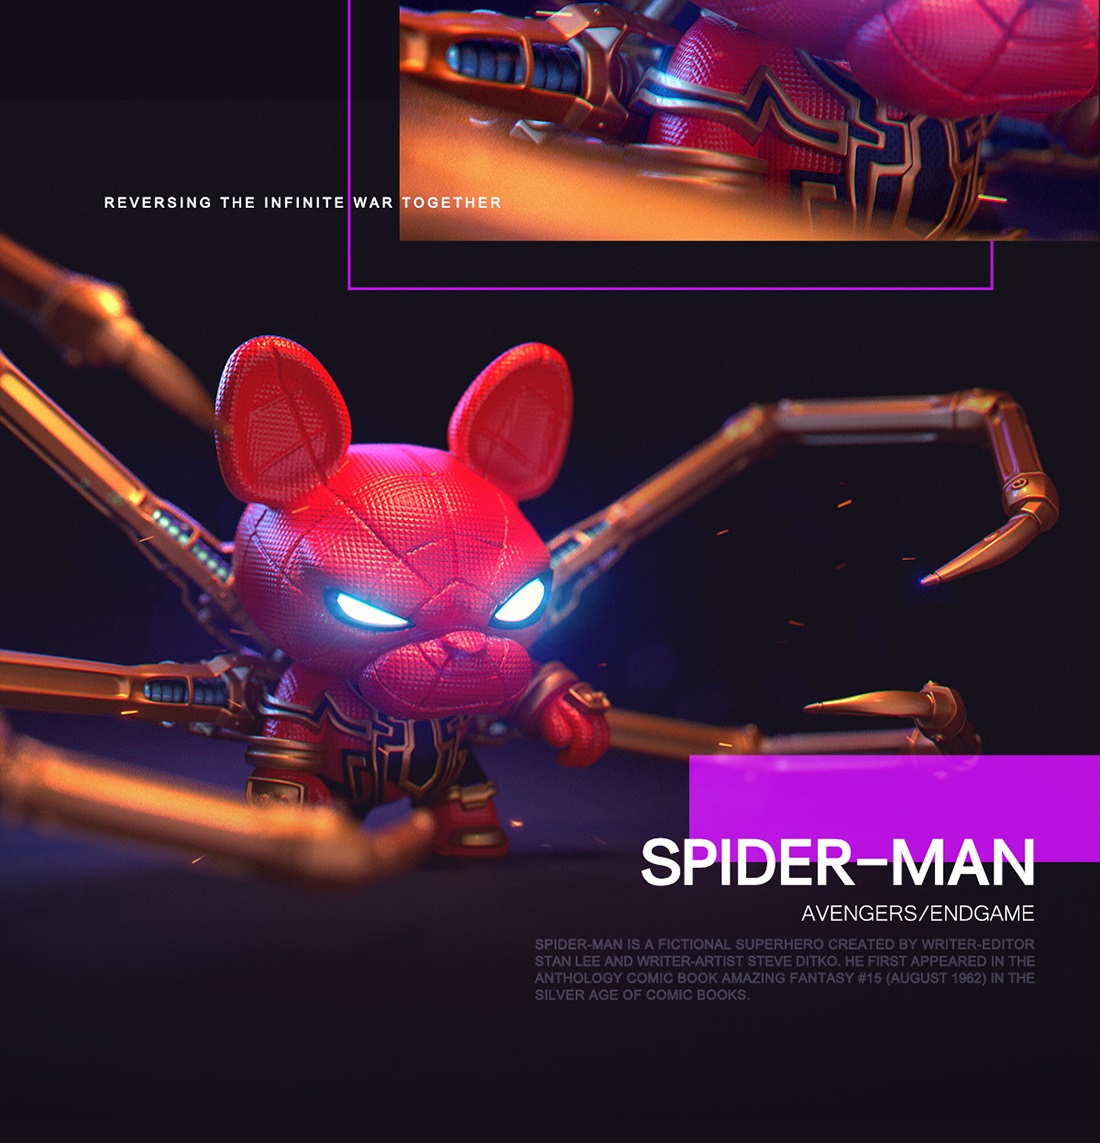 REVERSING THE INFINITE WAR TOGETHER
SPIDER-MAN
AVENGERS/ENDGAME
SPIDER-MAN IS A FICTIONAL SUPERHERO CREATED BY WRITER-EDITOR
STAN LEE AND WRITER-ARTIST STEVE DITKO. HE FIRST APPEARED IN THE
ANTHOLOGY COMIC BOOK AMAZING FANTASY #15 (AUGUST 1962) IN THE
SILVER AGE OF COMIC BOOKS.